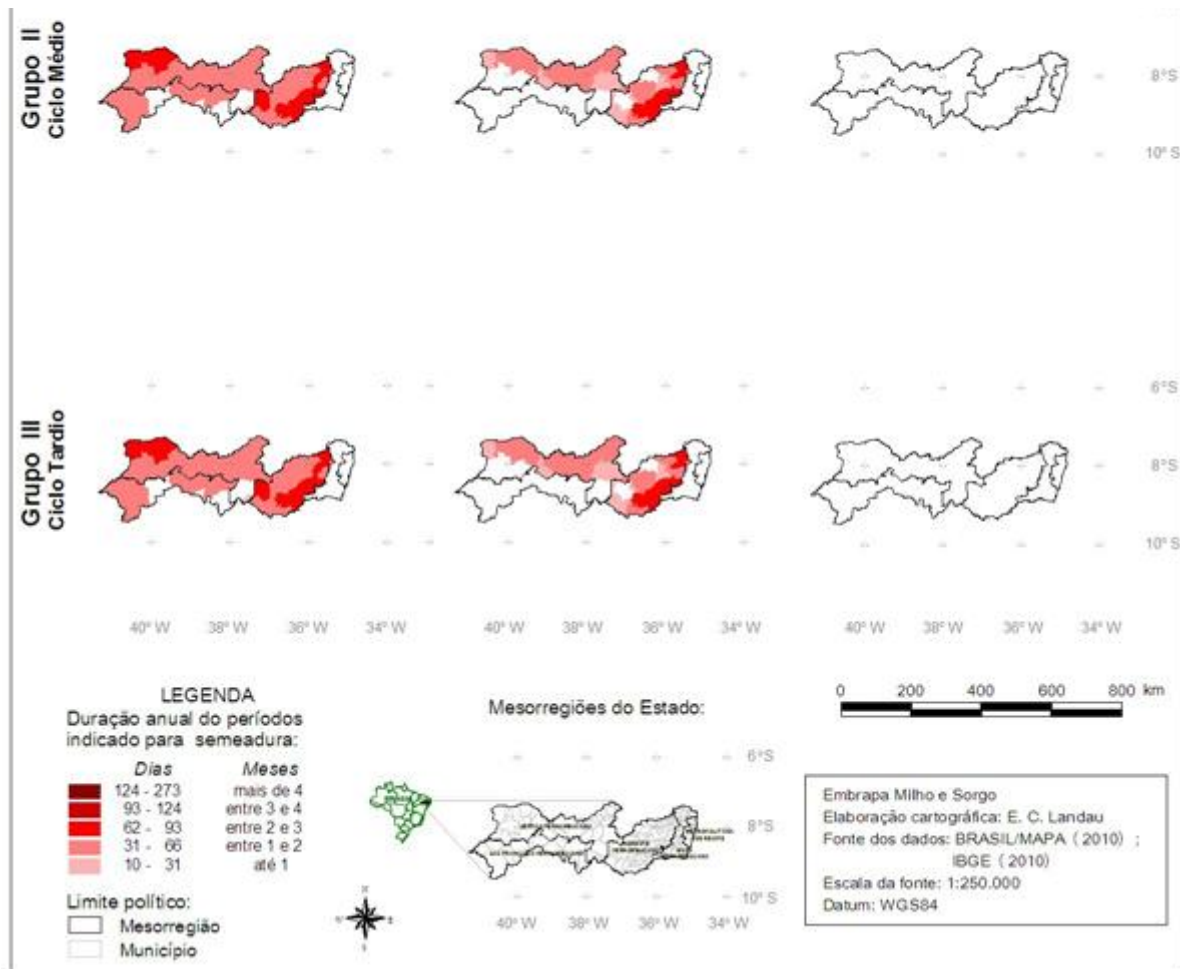 Grupo II
Ciclo Médio
8° S
10° S
Grupo III
Ciclo Tardio
6° S
8° S
10° S
40° W 38° W 36° W 34° W 40° W 38° W 36° W 34° W 40° W 38° W 36° W 34° W
LEGENDA
Duração anual do períodos
indicado para semeadura:
Dias Meses
124 - 273 mais de 4
93 - 124 entre 3 e 4
62 - 93 entre 2 e 3
31 - 66 entre 1 e 2
10 - 31 até 1
Limite político:
Mesorregião
Município
Mesorregiões do Estado:
6° S
8° S
10° S
40° W 38° W 36° W 34° W
0 200 400 600 800 km
Embrapa Milho e Sorgo
Elaboração cartográfica: E. C. Landau
Fonte dos dados: BRASIL/MAPA ( 2010) ;
IBGE ( 2010)
Escala da fonte: 1:250.000
Datum: WGS84